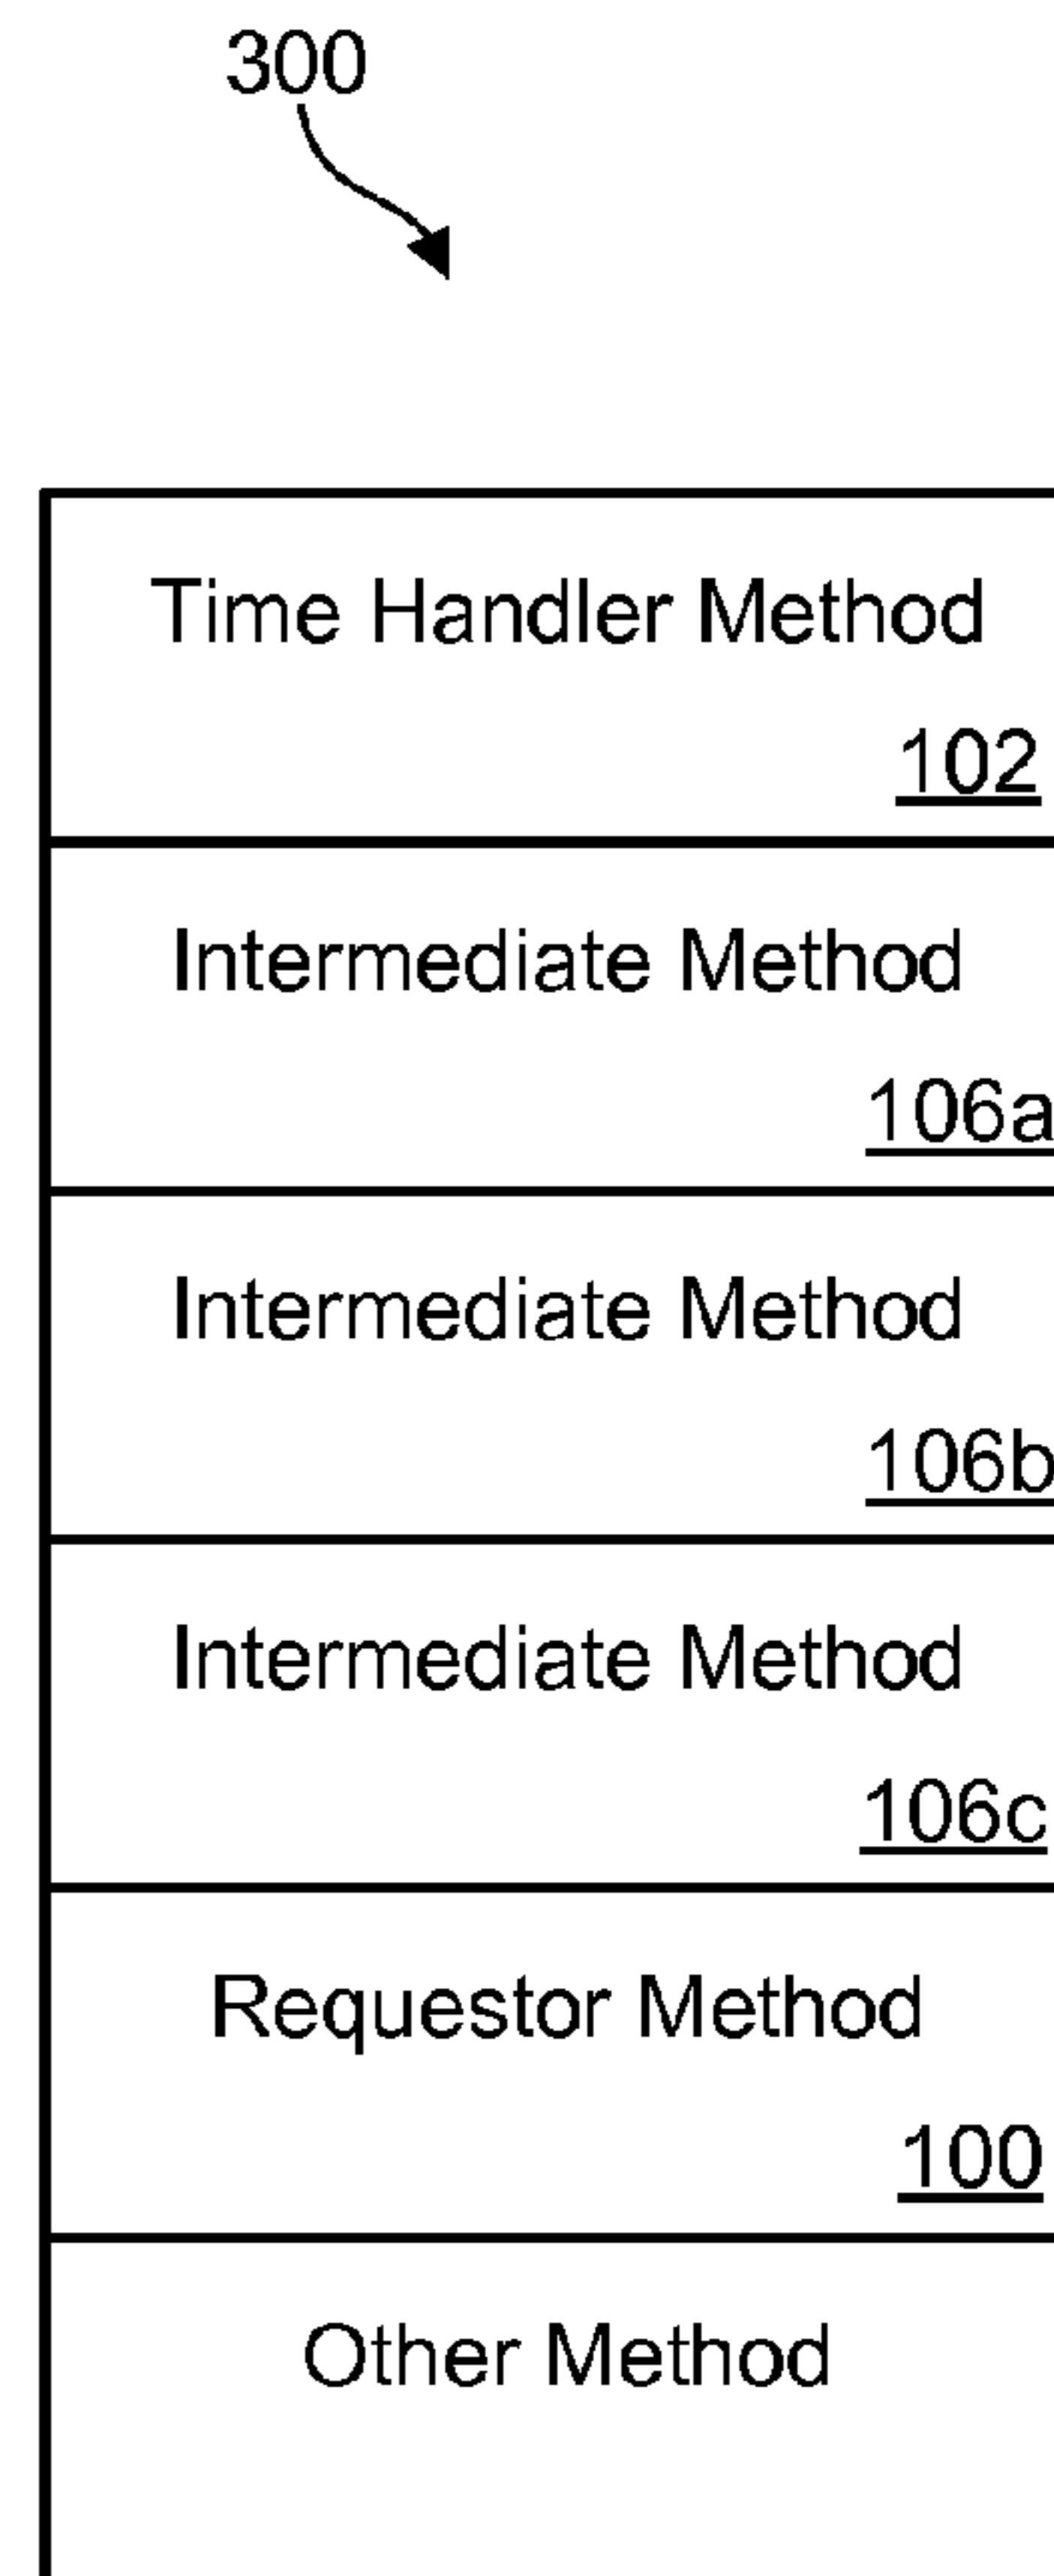 300
Time Handler Method
102
Intermediate Method
106a
Intermediate Method
106b
Intermediate Method
106c
Requestor Method
100
Other Method